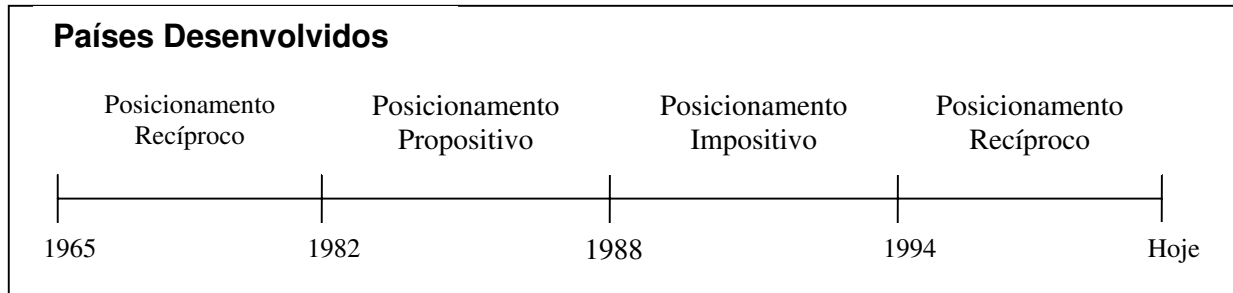 Países Desenvolvidos
Posicionamento
Recíproco
Posicionamento
Propositivo
Posicionamento
Impositivo
Posicionamento
Recíproco
1965
1982
1988
1994
Hoje